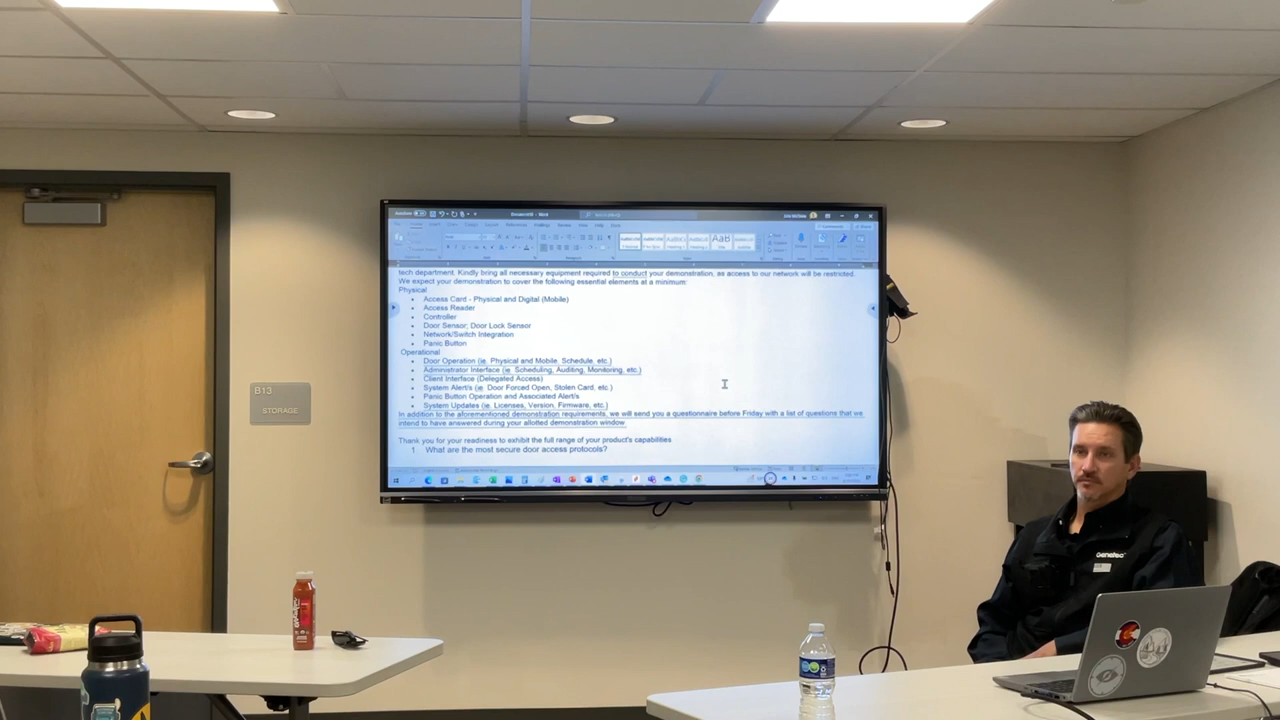 tech department. Kindly bring all necessary equipment required to conduct your demonstration, as access to our network will be restricted.
We expect your demonstration to cover the following essential elements at a minimum:
Physical
• Access Card - Physical and Digital (Mobile)
• Access Reader
• Controller
• Door Sensor; Door Lock Sensor
• Network/Switch Integration
• Panic Button
Operational
• Door Operation (ie. Physical and Mobile, Schedule, etc.)
• Administrator Interface (ie. Scheduling, Auditing, Monitoring, etc.)
• Client Interface (Delegated Access)
• System Alert/s (ie. Door Forced Open, Stolen Card, etc.)
• Panic Button Operation and Associated Alert/s
• System Updates (ie. Licenses, Version, Firmware, etc.)
In addition to the aforementioned demonstration requirements, we will send you a questionnaire before Friday with a list of questions that we
intend to have answered during your allotted demonstration window
Thank you for your readiness to exhibit the full range of your product's capabilities
1 What are the most secure door access protocols?
B13
STORAGE
Genetec